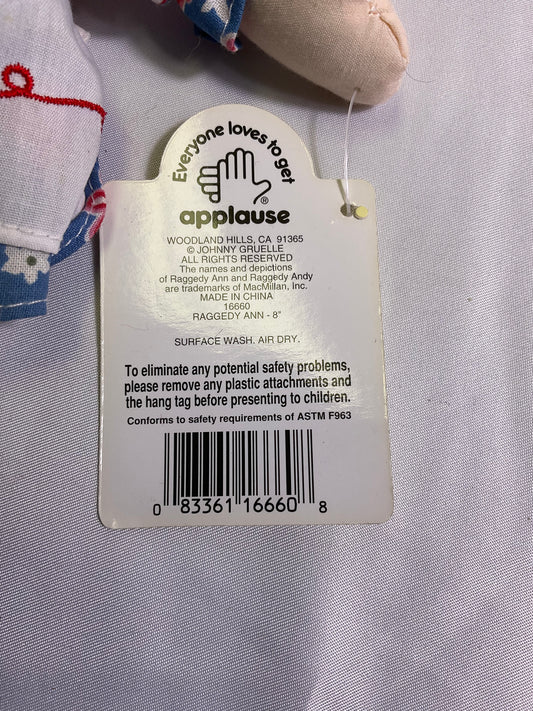 Everyone loves to get
®
applause
WOODLAND HILLS, CA 91365
© JOHNNY GRUELLE
ALL RIGHTS RESERVED
The names and depictions
of Raggedy Ann and Raggedy Andy
are trademarks of MacMillan, Inc.
MADE IN CHINA
16660
RAGGEDY ANN - 8"
SURFACE WASH. AIR DRY.
To eliminate any potential safety problems,
please remove any plastic attachments and
the hang tag before presenting to children.
Conforms to safety requirements of ASTM F963
0 83361 16660 8